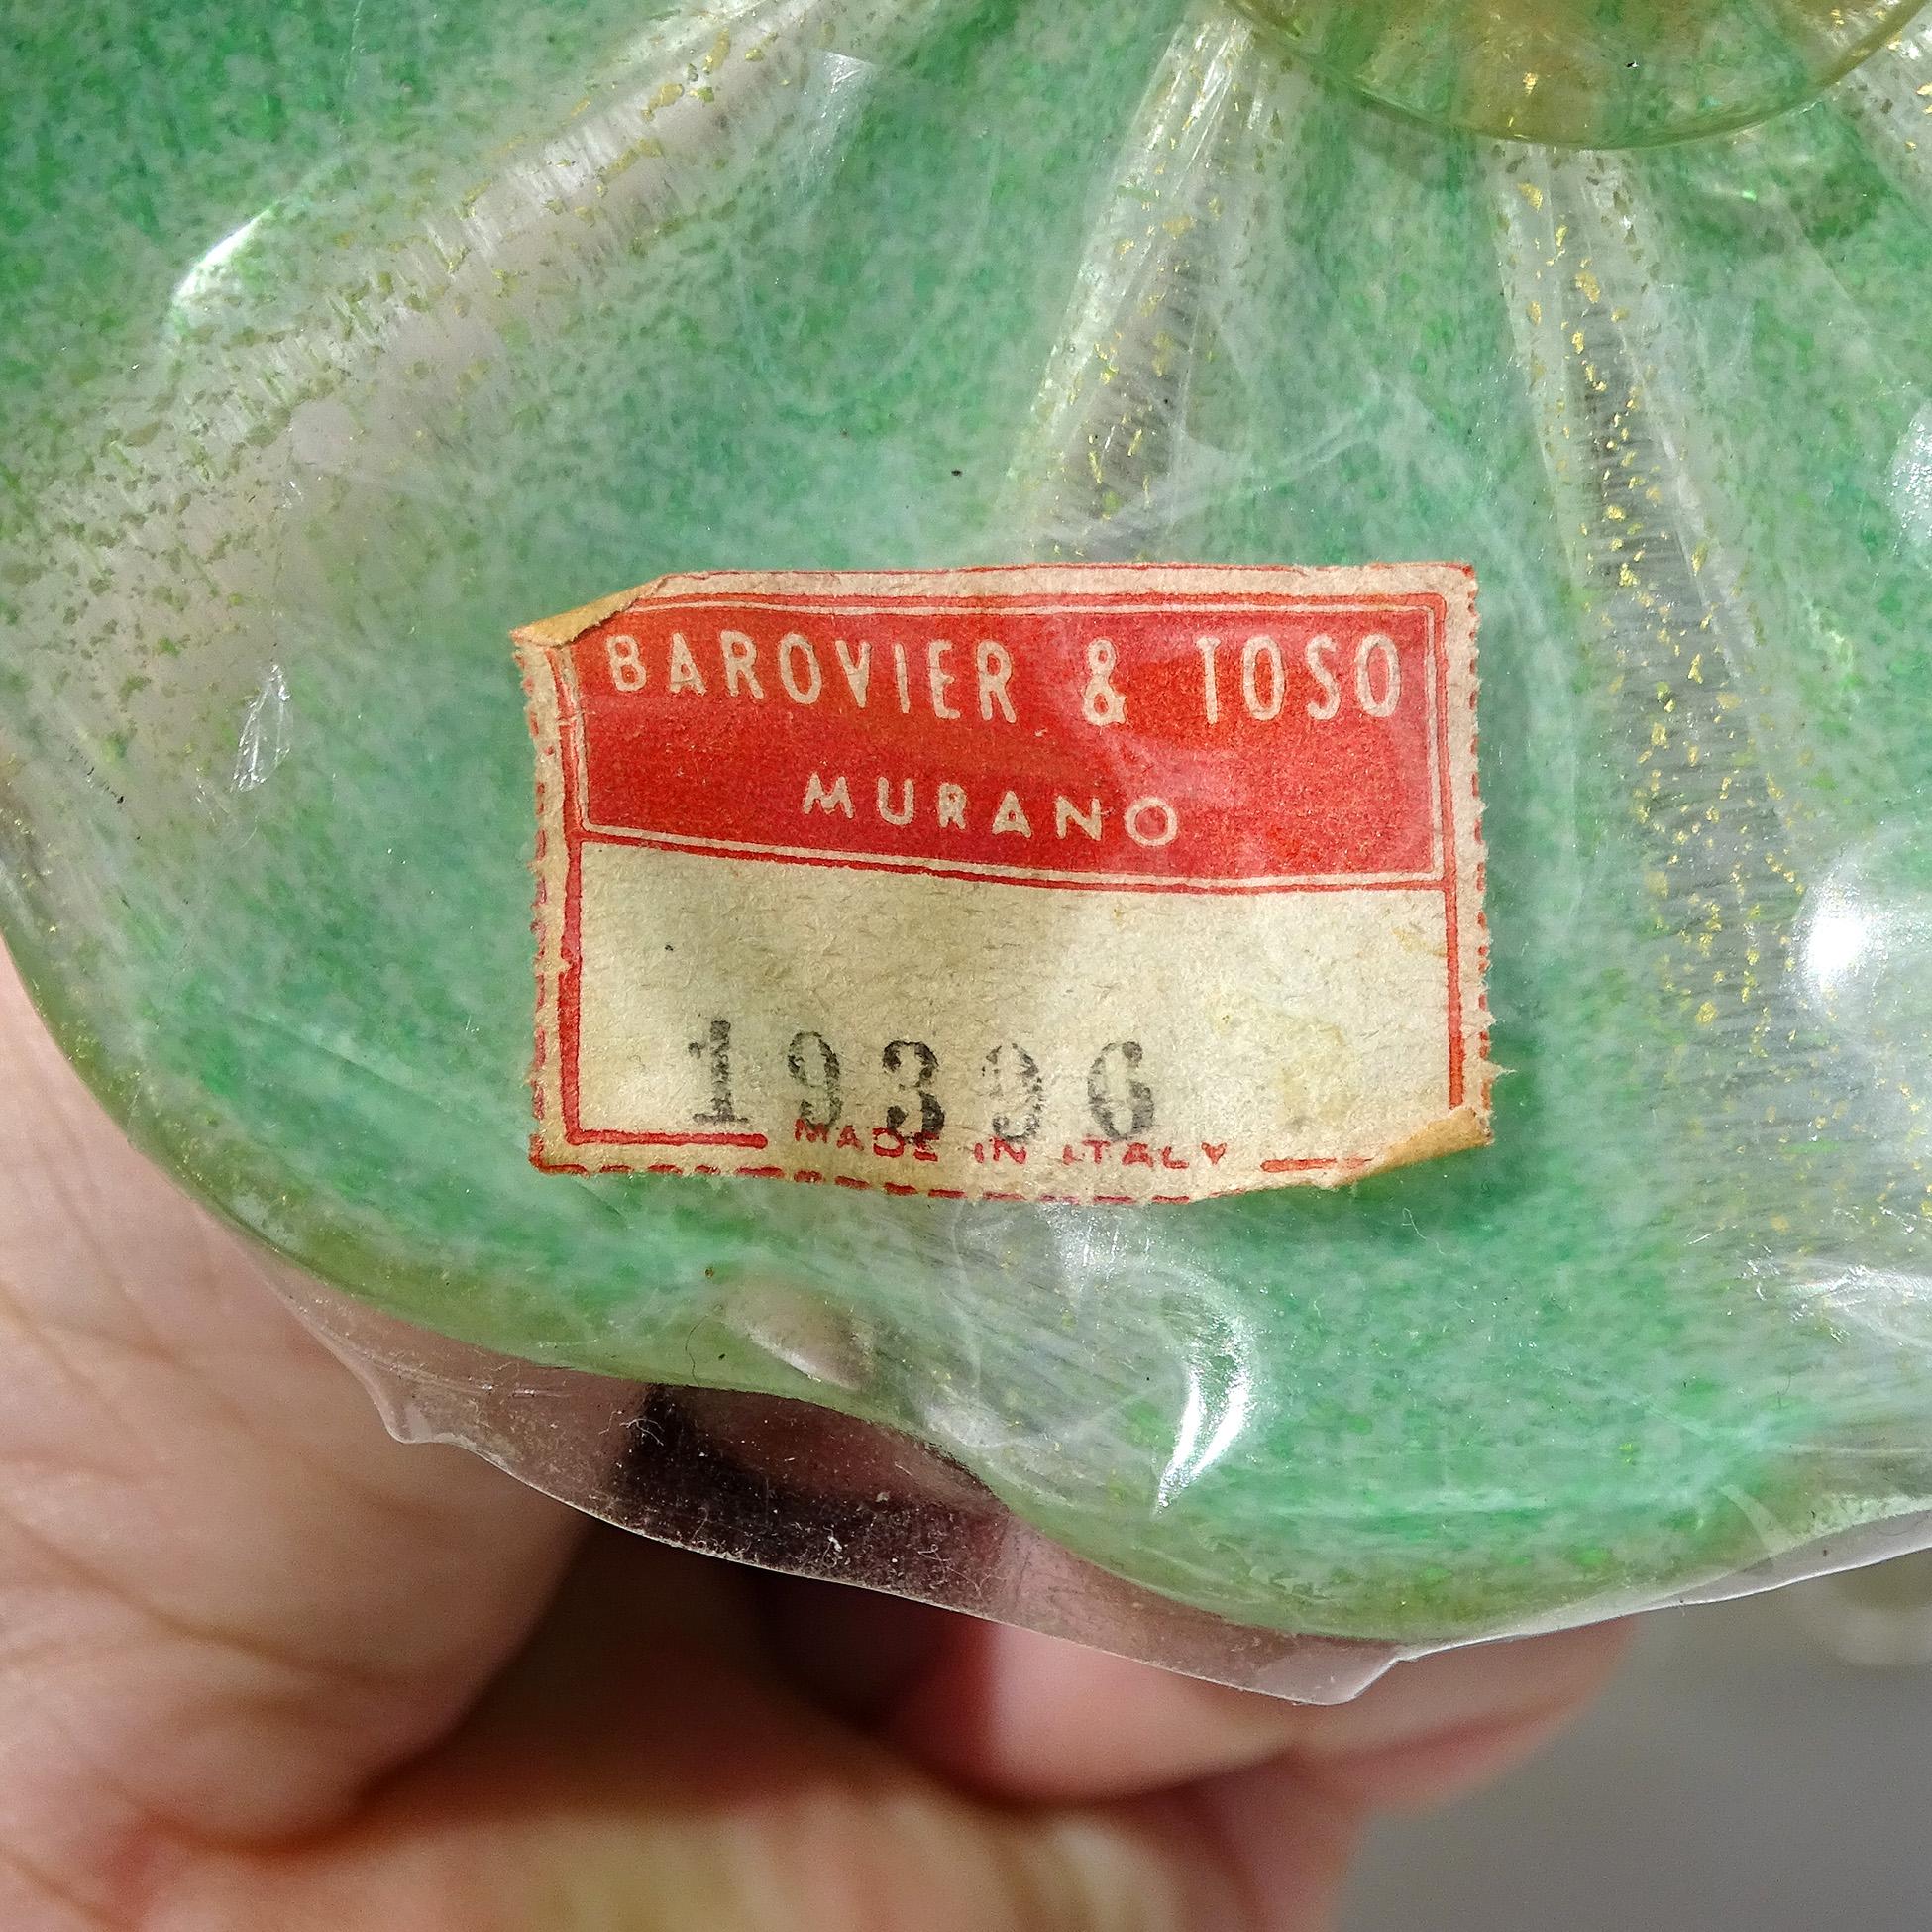 BAROVIER & TOSO
MURANO
19396
MADE IN ITALY